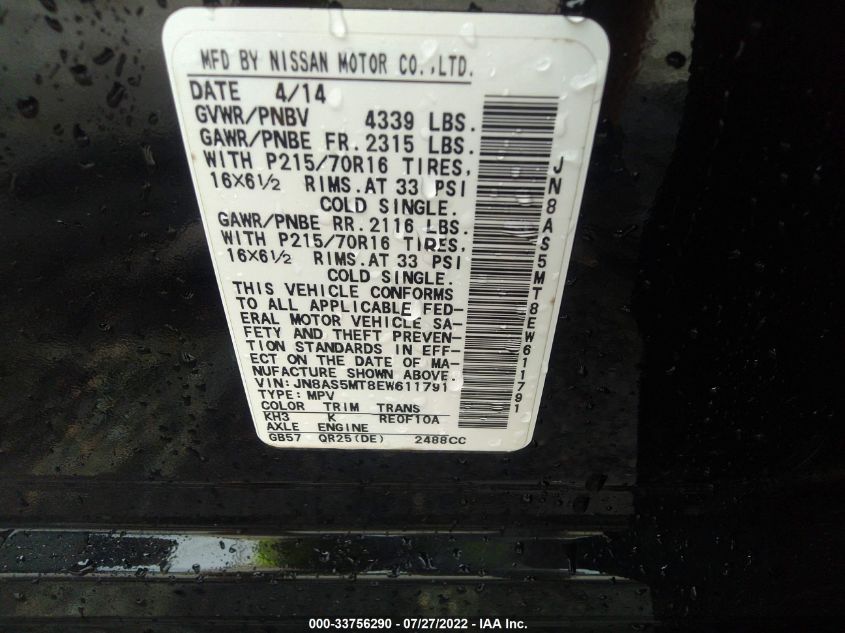 MFD BY NISSAN MOTOR CO.,LTD.
DATE 4/14
GVWR/PNBV 4339 LBS.
GAWR/PNBE FR.2315 LBS.
WITH P215/70R16 TIRES,
16X6½ RIMS.AT 33 PSI
COLD SINGLE.
GAWR/PNBE RR.2116 LBS.
WITH P215/70R16 TIRES,
16X6½ RIMS.AT 33 PSI
COLD SINGLE.
THIS VEHICLE CONFORMS
TO ALL APPLICABLE FED-
ERAL MOTOR VEHICLE SA-
FETY AND THEFT PREVEN-
TION STANDARDS IN EFF-
ECT ON THE DATE OF MA-
NUFACTURE SHOWN ABOVE.
VIN: JN8AS5MT8EW611791
TYPE: MPV
COLOR TRIM TRANS
KH3 K RE0F10A
AXLE ENGINE
GB57 QR25(DE) 2488CC
JN8AS5MT8EW611791
000-33756290 - 07/27/2022 - IAA Inc.